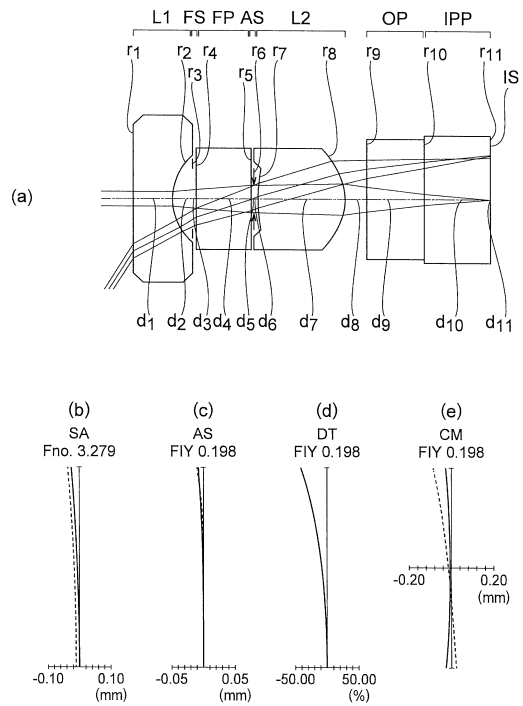 L1 FS FP AS L2 OP IPP
r1 r2 r4 r6 r7 r8 r9 r10 r11
r3 r5 IS
(a)
d1 d2 d3 d4 d5 d6 d7 d8 d9 d10 d11
(b) (c) (d) (e)
SA AS DT CM
Fno. 3.279 FIY 0.198 FIY 0.198 FIY 0.198
-0.20 0.20
(mm)
-0.10 0.10 -0.05 0.05 -50.00 50.00
(mm) (mm) (%)